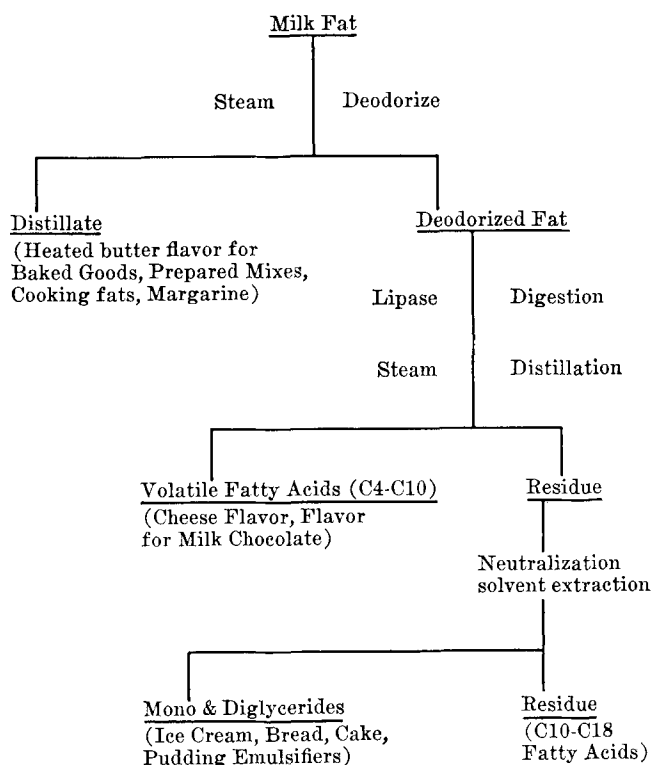 Milk Fat
Steam Deodorize
Distillate
(Heated butter flavor for
Baked Goods, Prepared Mixes,
Cooking fats, Margarine)
Deodorized Fat
Lipase Digestion
Steam Distillation
Volatile Fatty Acids (C4-C10)
(Cheese Flavor, Flavor
for Milk Chocolate)
Residue
Neutralization
solvent extraction
Mono & Diglycerides
(Ice Cream, Bread, Cake,
Pudding Emulsifiers)
Residue
(C10-C18
Fatty Acids)